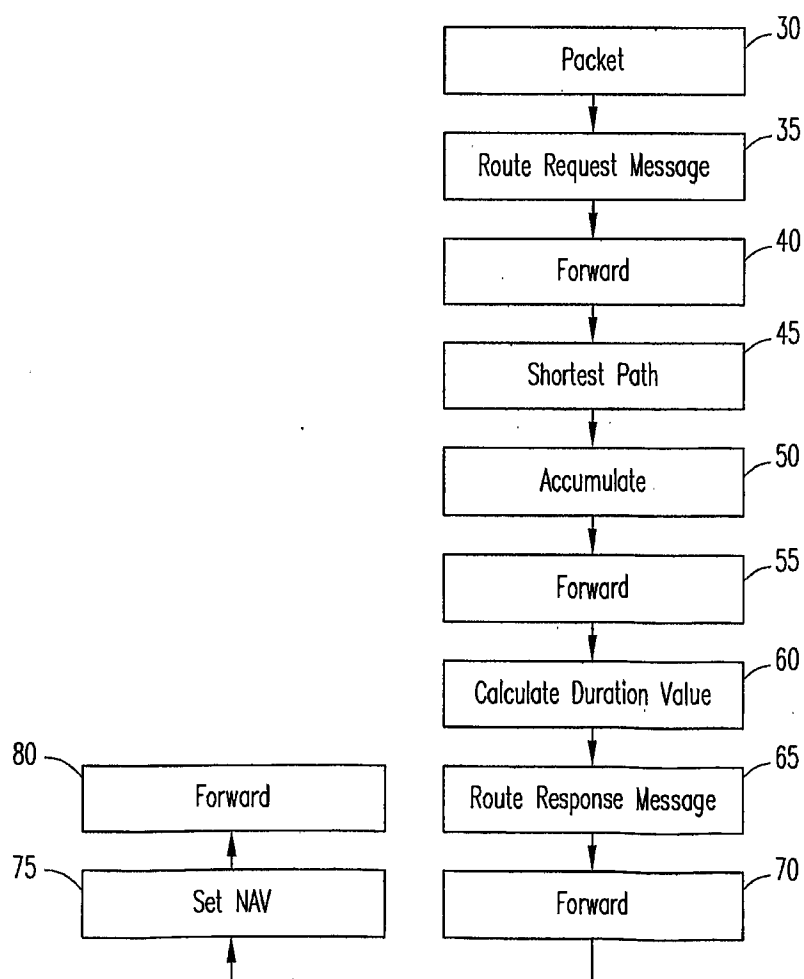 30
Packet
35
Route Request Message
40
Forward
45
Shortest Path
50
Accumulate
55
Forward
60
Calculate Duration Value
65
Route Response Message
70
Forward
75
Set NAV
80
Forward